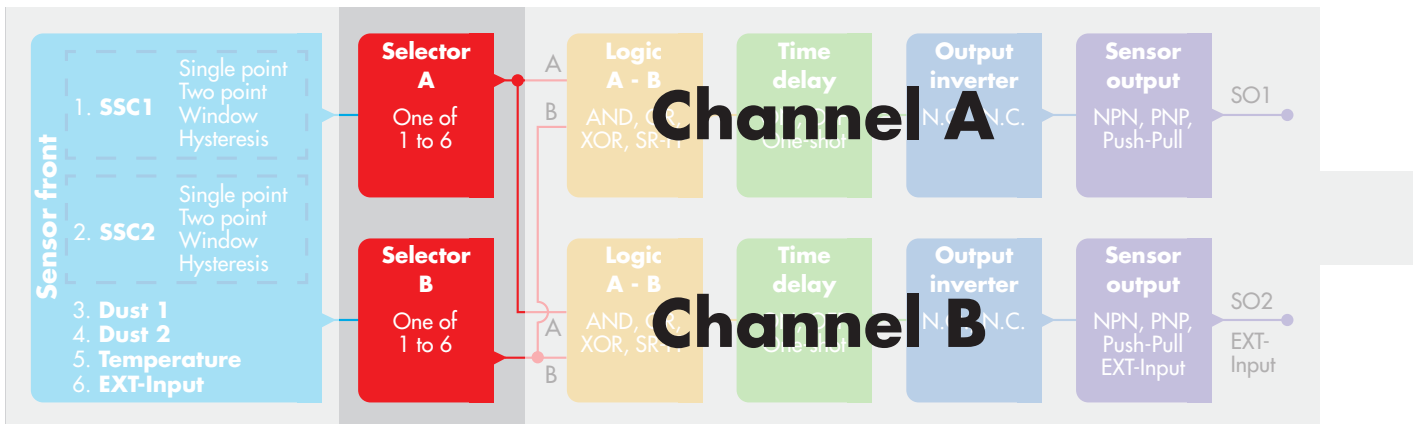 Sensor front
1. SSC1
Single point
Two point
Window
Hysteresis
2. SSC2
Single point
Two point
Window
Hysteresis
3. Dust 1
4. Dust 2
5. Temperature
6. EXT-Input
Selector
A
One of
1 to 6
Selector
B
One of
1 to 6
A
B
Logic
A - B
AND, OR,
XOR,
Time
delay
One-shot
Output
inverter
N.C.
Sensor
output
NPN, PNP,
Push-Pull
SO1
Channel A
A
B
Logic
A - B
AND, OR,
XOR,
Time
delay
One-shot
Output
inverter
N.C.
Sensor
output
NPN, PNP,
Push-Pull
EXT-Input
SO2
EXT-
Input
Channel B